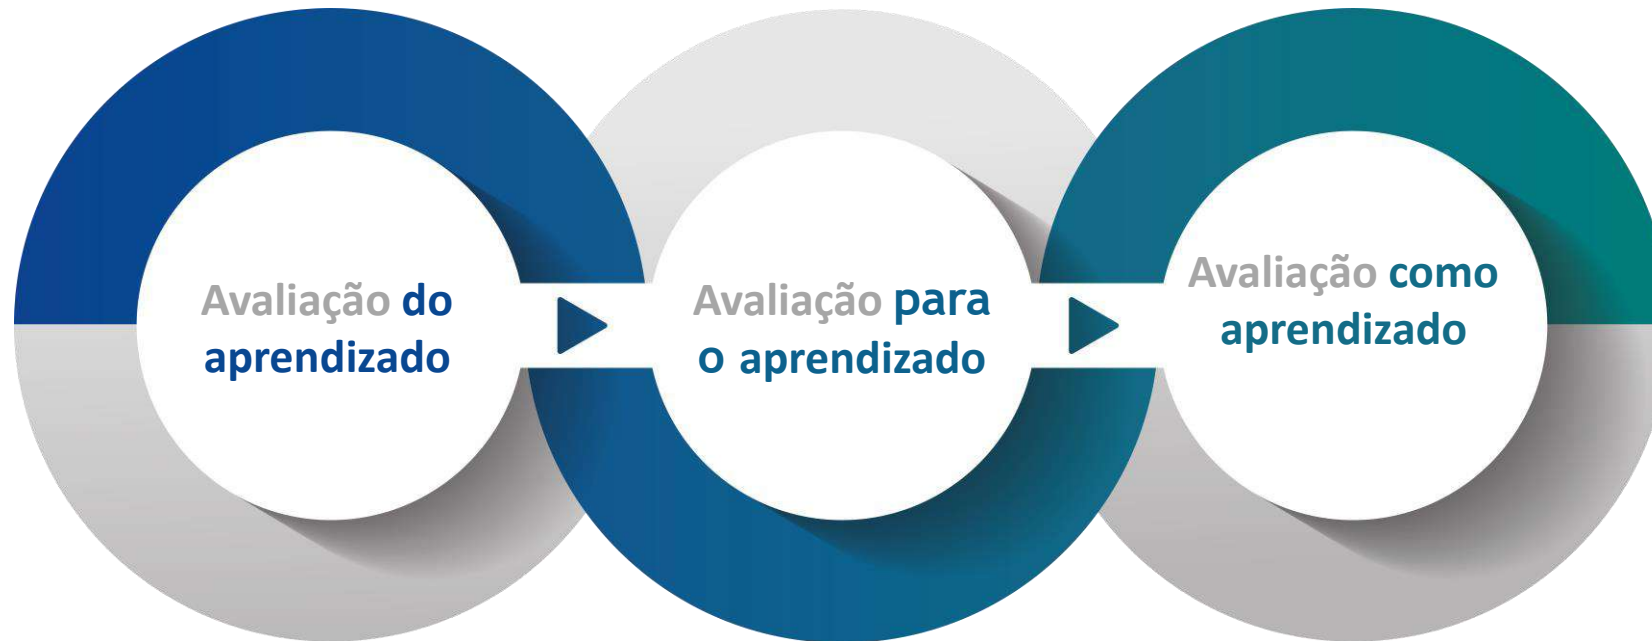 Avaliação do
aprendizado
Avaliação para
o aprendizado
Avaliação como
aprendizado